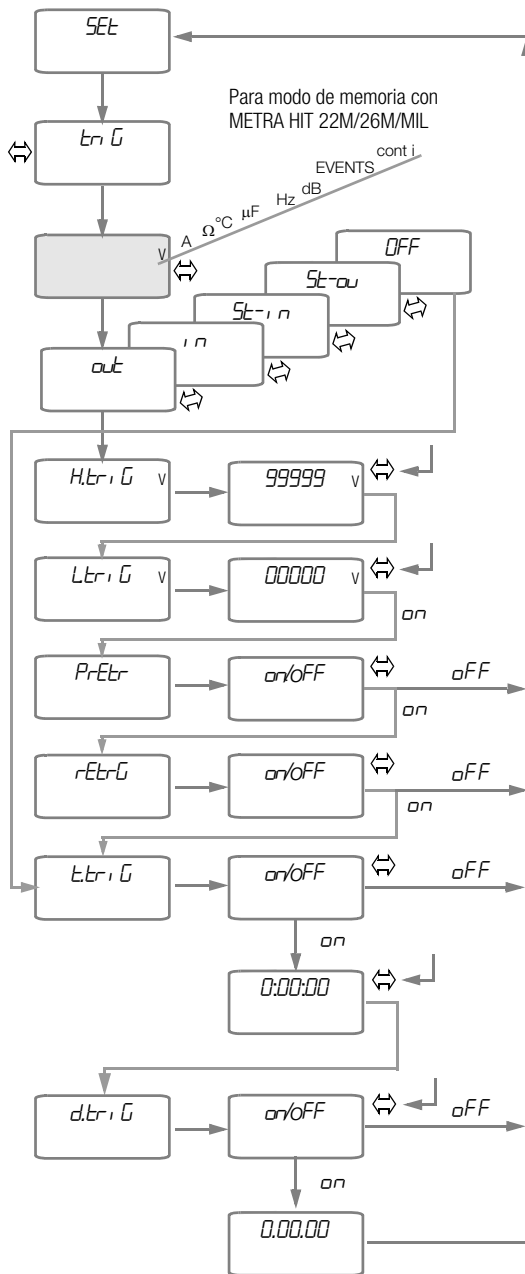 SEt
Para modo de memoria con
METRA HIT 22M/26M/MIL
triG
V A Ω °C µF Hz dB EVENTS cont i
OFF
St-ou
St-in
in
out
H.triG V
99999 V
L.triG V
00000 V
on
PrEtr
on/oFF
oFF
on
rEtrG
on/oFF
oFF
on
t.triG
on/oFF
oFF
on
0:00:00
d.triG
on/oFF
oFF
on
0.00.00